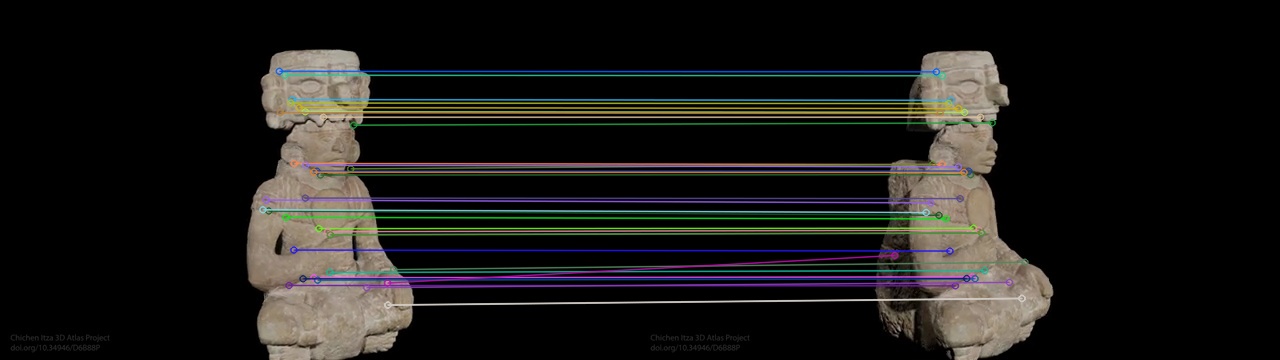 Chichen Itza 3D Atlas Project
doi.org/10.34946/D6B88P
Chichen Itza 3D Atlas Project
doi.org/10.34946/D6B88P